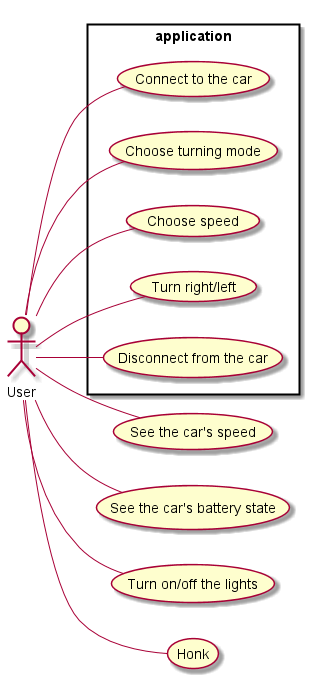 application
Connect to the car
Choose turning mode
Choose speed
Turn right/left
Disconnect from the car
User
See the car's speed
See the car's battery state
Turn on/off the lights
Honk